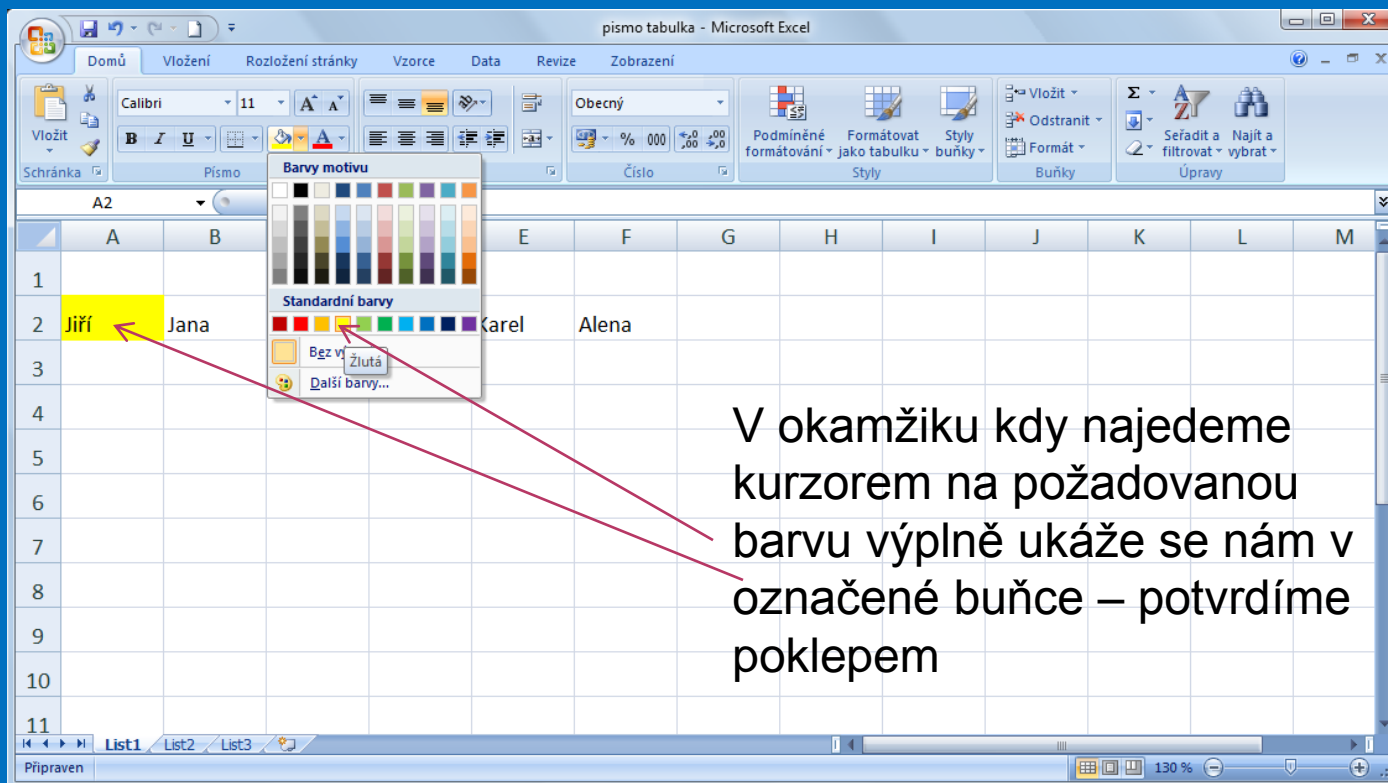 pismo tabulka - Microsoft Excel
Domů Vložení Rozložení stránky Vzorce Data Revize Zobrazení
Vložit
Schránka
Calibri 11
B I U A
Písmo
Obecný
% 000
Číslo
Podmíněné formátování
Formátovat jako tabulku
Styly buňky
Styly
Vložit
Odstranit
Formát
Buňky
Σ
Seřadit a filtrovat
Najít a vybrat
Úpravy
A2
Barvy motivu
Standardní barvy
Bez
Žlutá
Další barvy...
A B E F G H I J K L M
1
2 Jiří Jana Karel Alena
3
4
5
6
7
8
9
10
11
V okamžiku kdy najedeme
kurzorem na požadovanou
barvu výplně ukáže se nám v
označené buňce – potvrdíme
poklepem
List1 List2 List3
Připraven 130 %